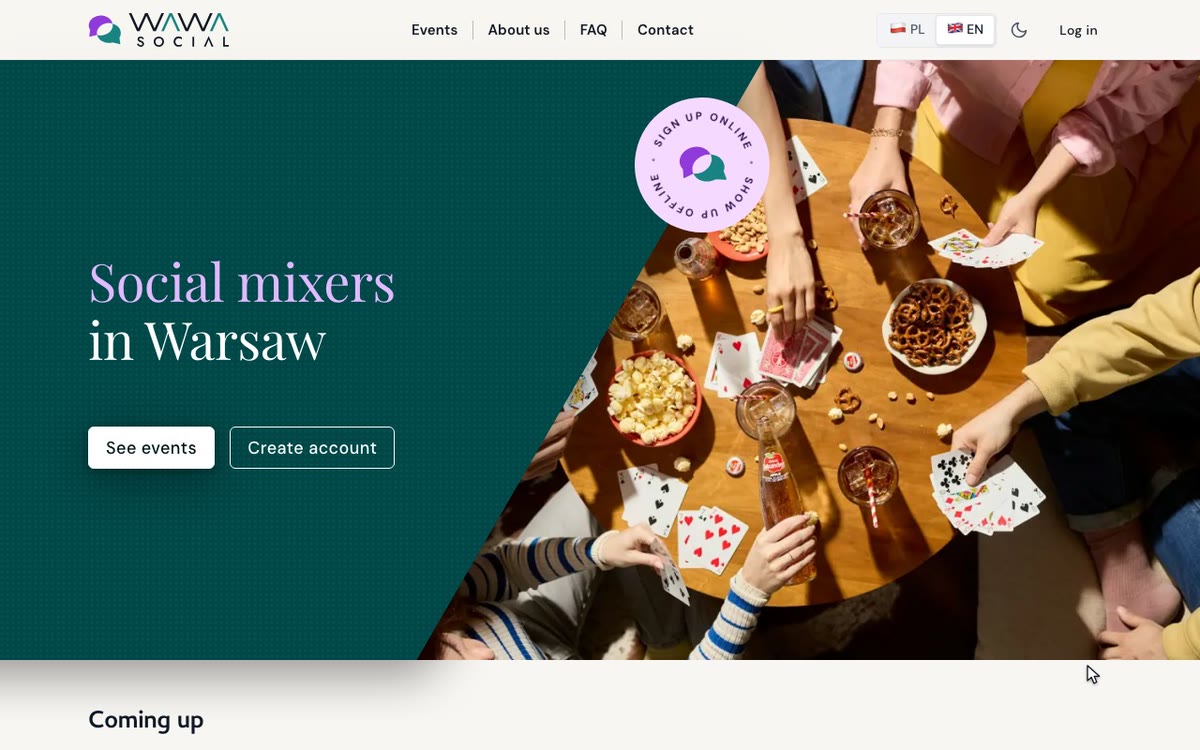 WAWA
SOCIAL
Events
About us
FAQ
Contact
PL
EN
Log in
SIGN UP ONLINE
SHOW UP OFFLINE
Social mixers
in Warsaw
See events
Create account
Coming up